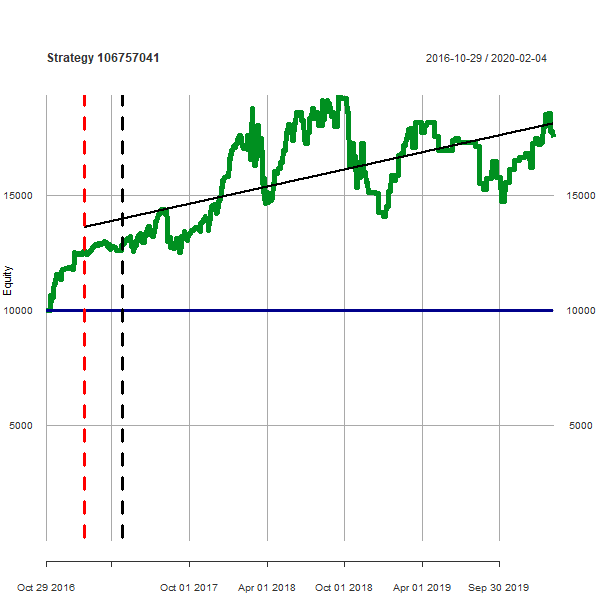 Strategy 106757041
2016-10-29 / 2020-02-04
15000
15000
Equity
10000
10000
5000
5000
Oct 29 2016
Oct 01 2017
Apr 01 2018
Oct 01 2018
Apr 01 2019
Sep 30 2019